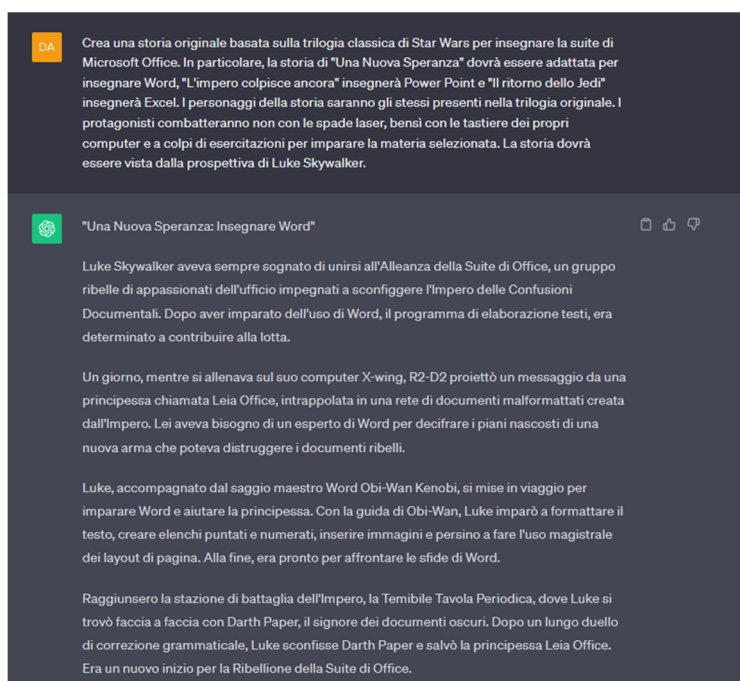 DA
Crea una storia originale basata sulla trilogia classica di Star Wars per insegnare la suite di
Microsoft Office. In particolare, la storia di "Una Nuova Speranza" dovrà essere adattata per
insegnare Word, "L'impero colpisce ancora" insegnerà Power Point e "Il ritorno dello Jedi"
insegnerà Excel. I personaggi della storia saranno gli stessi presenti nella trilogia originale. I
protagonisti combatteranno non con le spade laser, bensì con le tastiere dei propri
computer e a colpi di esercitazioni per imparare la materia selezionata. La storia dovrà
essere vista dalla prospettiva di Luke Skywalker.
"Una Nuova Speranza: Insegnare Word"
Luke Skywalker aveva sempre sognato di unirsi all'Alleanza della Suite di Office, un gruppo
ribelle di appassionati dell'ufficio impegnati a sconfiggere l'Impero delle Confusioni
Documentali. Dopo aver imparato dell'uso di Word, il programma di elaborazione testi, era
determinato a contribuire alla lotta.
Un giorno, mentre si allenava sul suo computer X-wing, R2-D2 proiettò un messaggio da una
principessa chiamata Leia Office, intrappolata in una rete di documenti malformattati creata
dall'Impero. Lei aveva bisogno di un esperto di Word per decifrare i piani nascosti di una
nuova arma che poteva distruggere i documenti ribelli.
Luke, accompagnato dal saggio maestro Word Obi-Wan Kenobi, si mise in viaggio per
imparare Word e aiutare la principessa. Con la guida di Obi-Wan, Luke imparò a formattare il
testo, creare elenchi puntati e numerati, inserire immagini e persino a fare l'uso magistrale
dei layout di pagina. Alla fine, era pronto per affrontare le sfide di Word.
Raggiunsero la stazione di battaglia dell'Impero, la Temibile Tavola Periodica, dove Luke si
trovò faccia a faccia con Darth Paper, il signore dei documenti oscuri. Dopo un lungo duello
di correzione grammaticale, Luke sconfisse Darth Paper e salvò la principessa Leia Office.
Era un nuovo inizio per la Ribellione della Suite di Office.